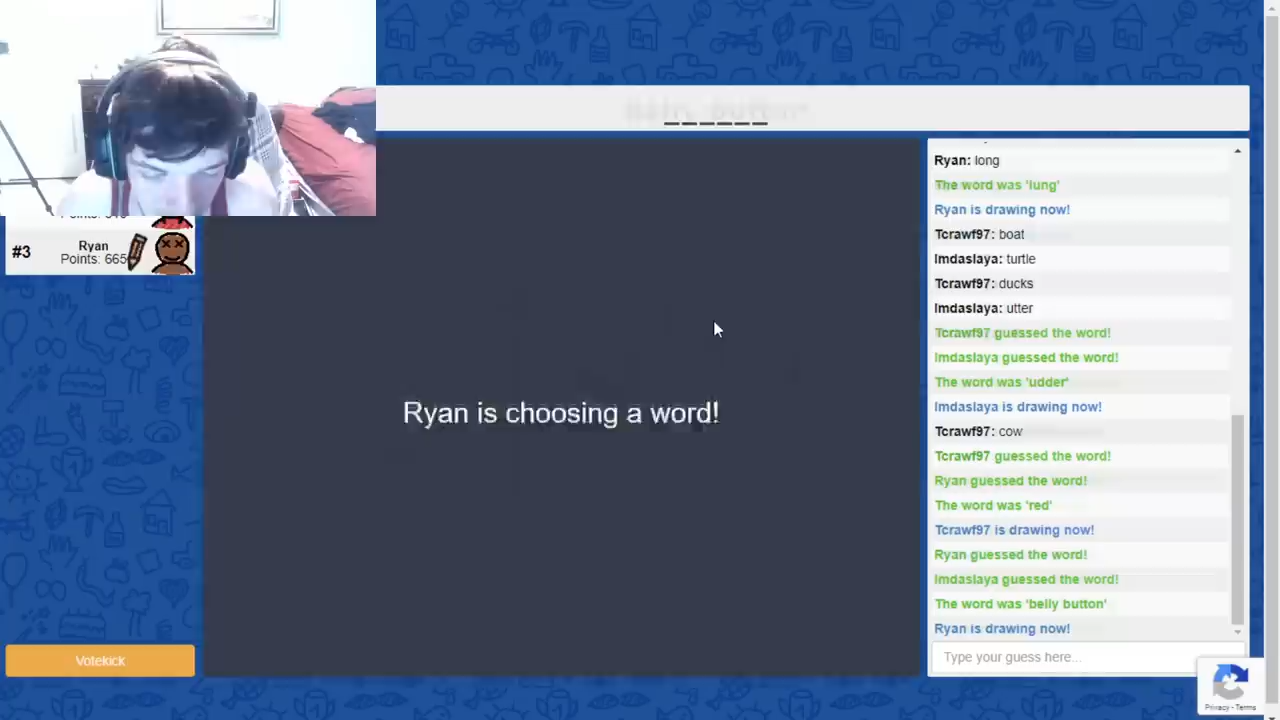 ______
Ryan: long
The word was 'lung'
Ryan is drawing now!
Tcrawf97: boat
Imdaslaya: turtle
Tcrawf97: ducks
Imdaslaya: utter
Tcrawf97 guessed the word!
Imdaslaya guessed the word!
The word was 'udder'
Imdaslaya is drawing now!
Tcrawf97: cow
Tcrawf97 guessed the word!
Ryan guessed the word!
The word was 'red'
Tcrawf97 is drawing now!
Ryan guessed the word!
Imdaslaya guessed the word!
The word was 'belly button'
Ryan is drawing now!
Type your guess here...
#3
Ryan
Points: 665
Ryan is choosing a word!
Votekick
Privacy - Terms